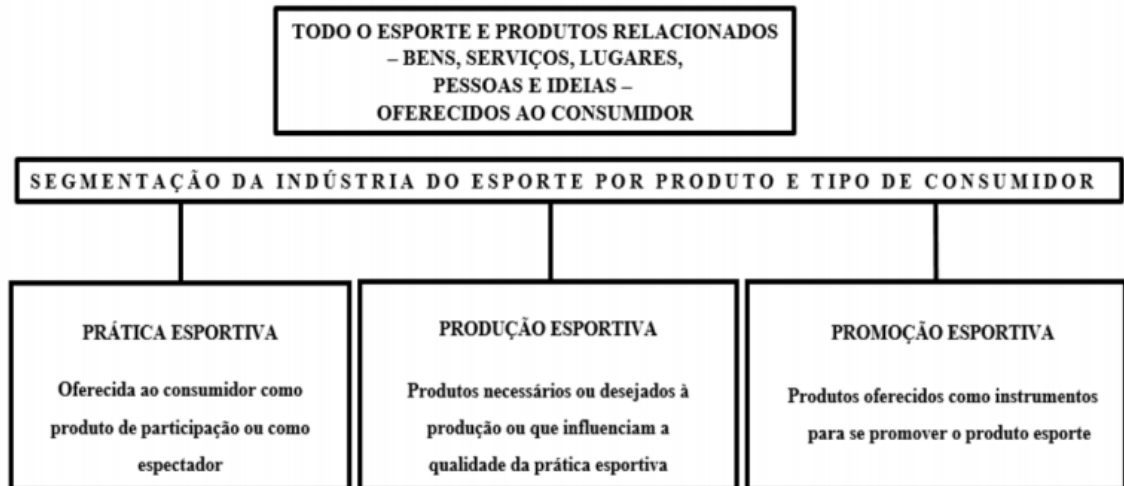 TODO O ESPORTE E PRODUTOS RELACIONADOS
– BENS, SERVIÇOS, LUGARES,
PESSOAS E IDEIAS –
OFERECIDOS AO CONSUMIDOR
SEGMENTAÇÃO DA INDÚSTRIA DO ESPORTE POR PRODUTO E TIPO DE CONSUMIDOR
PRÁTICA ESPORTIVA
Oferecida ao consumidor como
produto de participação ou como
espectador
PRODUÇÃO ESPORTIVA
Produtos necessários ou desejados à
produção ou que influenciam a
qualidade da prática esportiva
PROMOÇÃO ESPORTIVA
Produtos oferecidos como instrumentos
para se promover o produto esporte